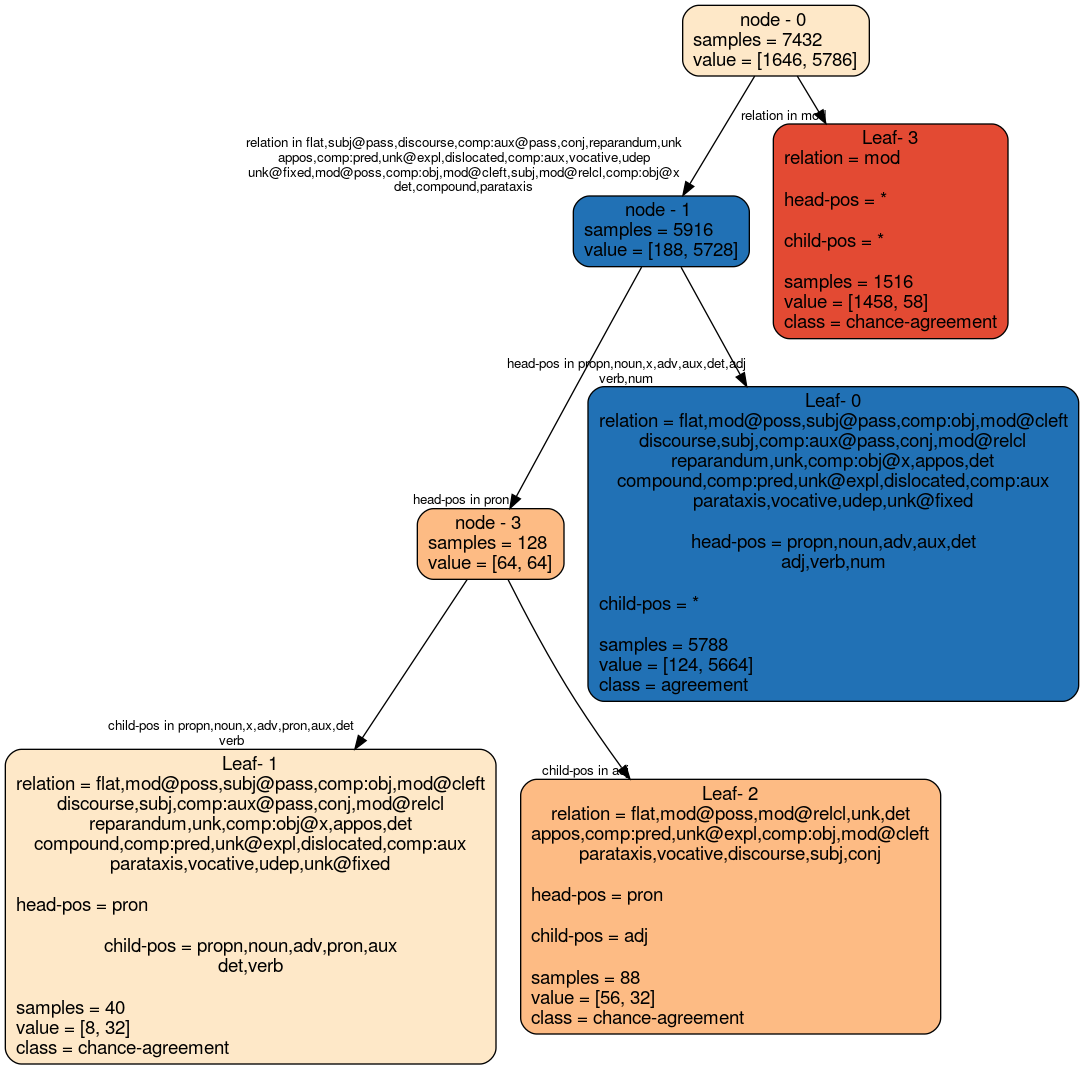 node - 0
samples = 7432
value = [1646, 5786]
relation in mod
Leaf- 3
relation = mod
head-pos = *
child-pos = *
samples = 1516
value = [1458, 58]
class = chance-agreement
relation in flat,subj@pass,discourse,comp:aux@pass,conj,reparandum,unk
appos,comp:pred,unk@expl,dislocated,comp:aux,vocative,udep
unk@fixed,mod@poss,comp:obj,mod@cleft,subj,mod@relcl,comp:obj@x
det,compound,parataxis
node - 1
samples = 5916
value = [188, 5728]
head-pos in propn,noun,x,adv,aux,det,adj
verb,num
Leaf- 0
relation = flat,mod@poss,subj@pass,comp:obj,mod@cleft
discourse,subj,comp:aux@pass,conj,mod@relcl
reparandum,unk,comp:obj@x,appos,det
compound,comp:pred,unk@expl,dislocated,comp:aux
parataxis,vocative,udep,unk@fixed
head-pos = propn,noun,adv,aux,det
adj,verb,num
child-pos = *
samples = 5788
value = [124, 5664]
class = agreement
head-pos in pron
node - 3
samples = 128
value = [64, 64]
child-pos in propn,noun,x,adv,pron,aux,det
verb
Leaf- 1
relation = flat,mod@poss,subj@pass,comp:obj,mod@cleft
discourse,subj,comp:aux@pass,conj,mod@relcl
reparandum,unk,comp:obj@x,appos,det
compound,comp:pred,unk@expl,dislocated,comp:aux
parataxis,vocative,udep,unk@fixed
head-pos = pron
child-pos = propn,noun,adv,pron,aux
det,verb
samples = 40
value = [8, 32]
class = chance-agreement
child-pos in adj
Leaf- 2
relation = flat,mod@poss,mod@relcl,unk,det
appos,comp:pred,unk@expl,comp:obj,mod@cleft
parataxis,vocative,discourse,subj,conj
head-pos = pron
child-pos = adj
samples = 88
value = [56, 32]
class = chance-agreement